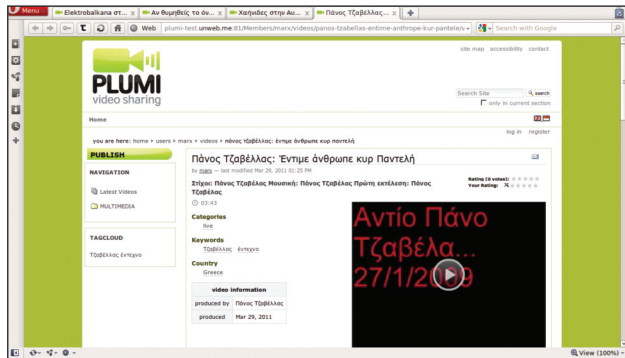 Menu
Elektrobalkana στ... x
Αν θυμηθείς το όν... x
Χαήνιδες στην Αυ... x
Πάνος Τζαβέλλας... x
Web plumi-test.unweb.me:81/Members/marx/videos/panos-tzabellas-entime-anthrope-kur-pantele/v
Search with Google
site map accessibility contact
PLUMI
video sharing
Search Site
search
only in current section
Home
log in register
you are here: home › users › marx › videos › πάνος τζαβέλλας: έντιμε άνθρωπε κυρ παντελή
PUBLISH
NAVIGATION
Latest Videos
MULTIMEDIA
TAGCLOUD
Τζαβέλλας έντεχνο
Πάνος Τζαβέλλας: Έντιμε άνθρωπε κυρ Παντελή
by marx — last modified Mar 29, 2011 01:25 PM
Στίχοι: Πάνος Τζαβέλας Μουσική: Πάνος Τζαβέλας Πρώτη εκτέλεση: Πάνος
Τζαβέλας
Rating (0 votes):
Your Rating:
03:43
Categories
live
Keywords
Τζαβέλλας έντεχνο
Country
Greece
video information
produced by Πάνος Τζαβέλλας
produced Mar 29, 2011
Αντίο Πάνο
Τζαβέλα...
27/1/2009
View (100%)